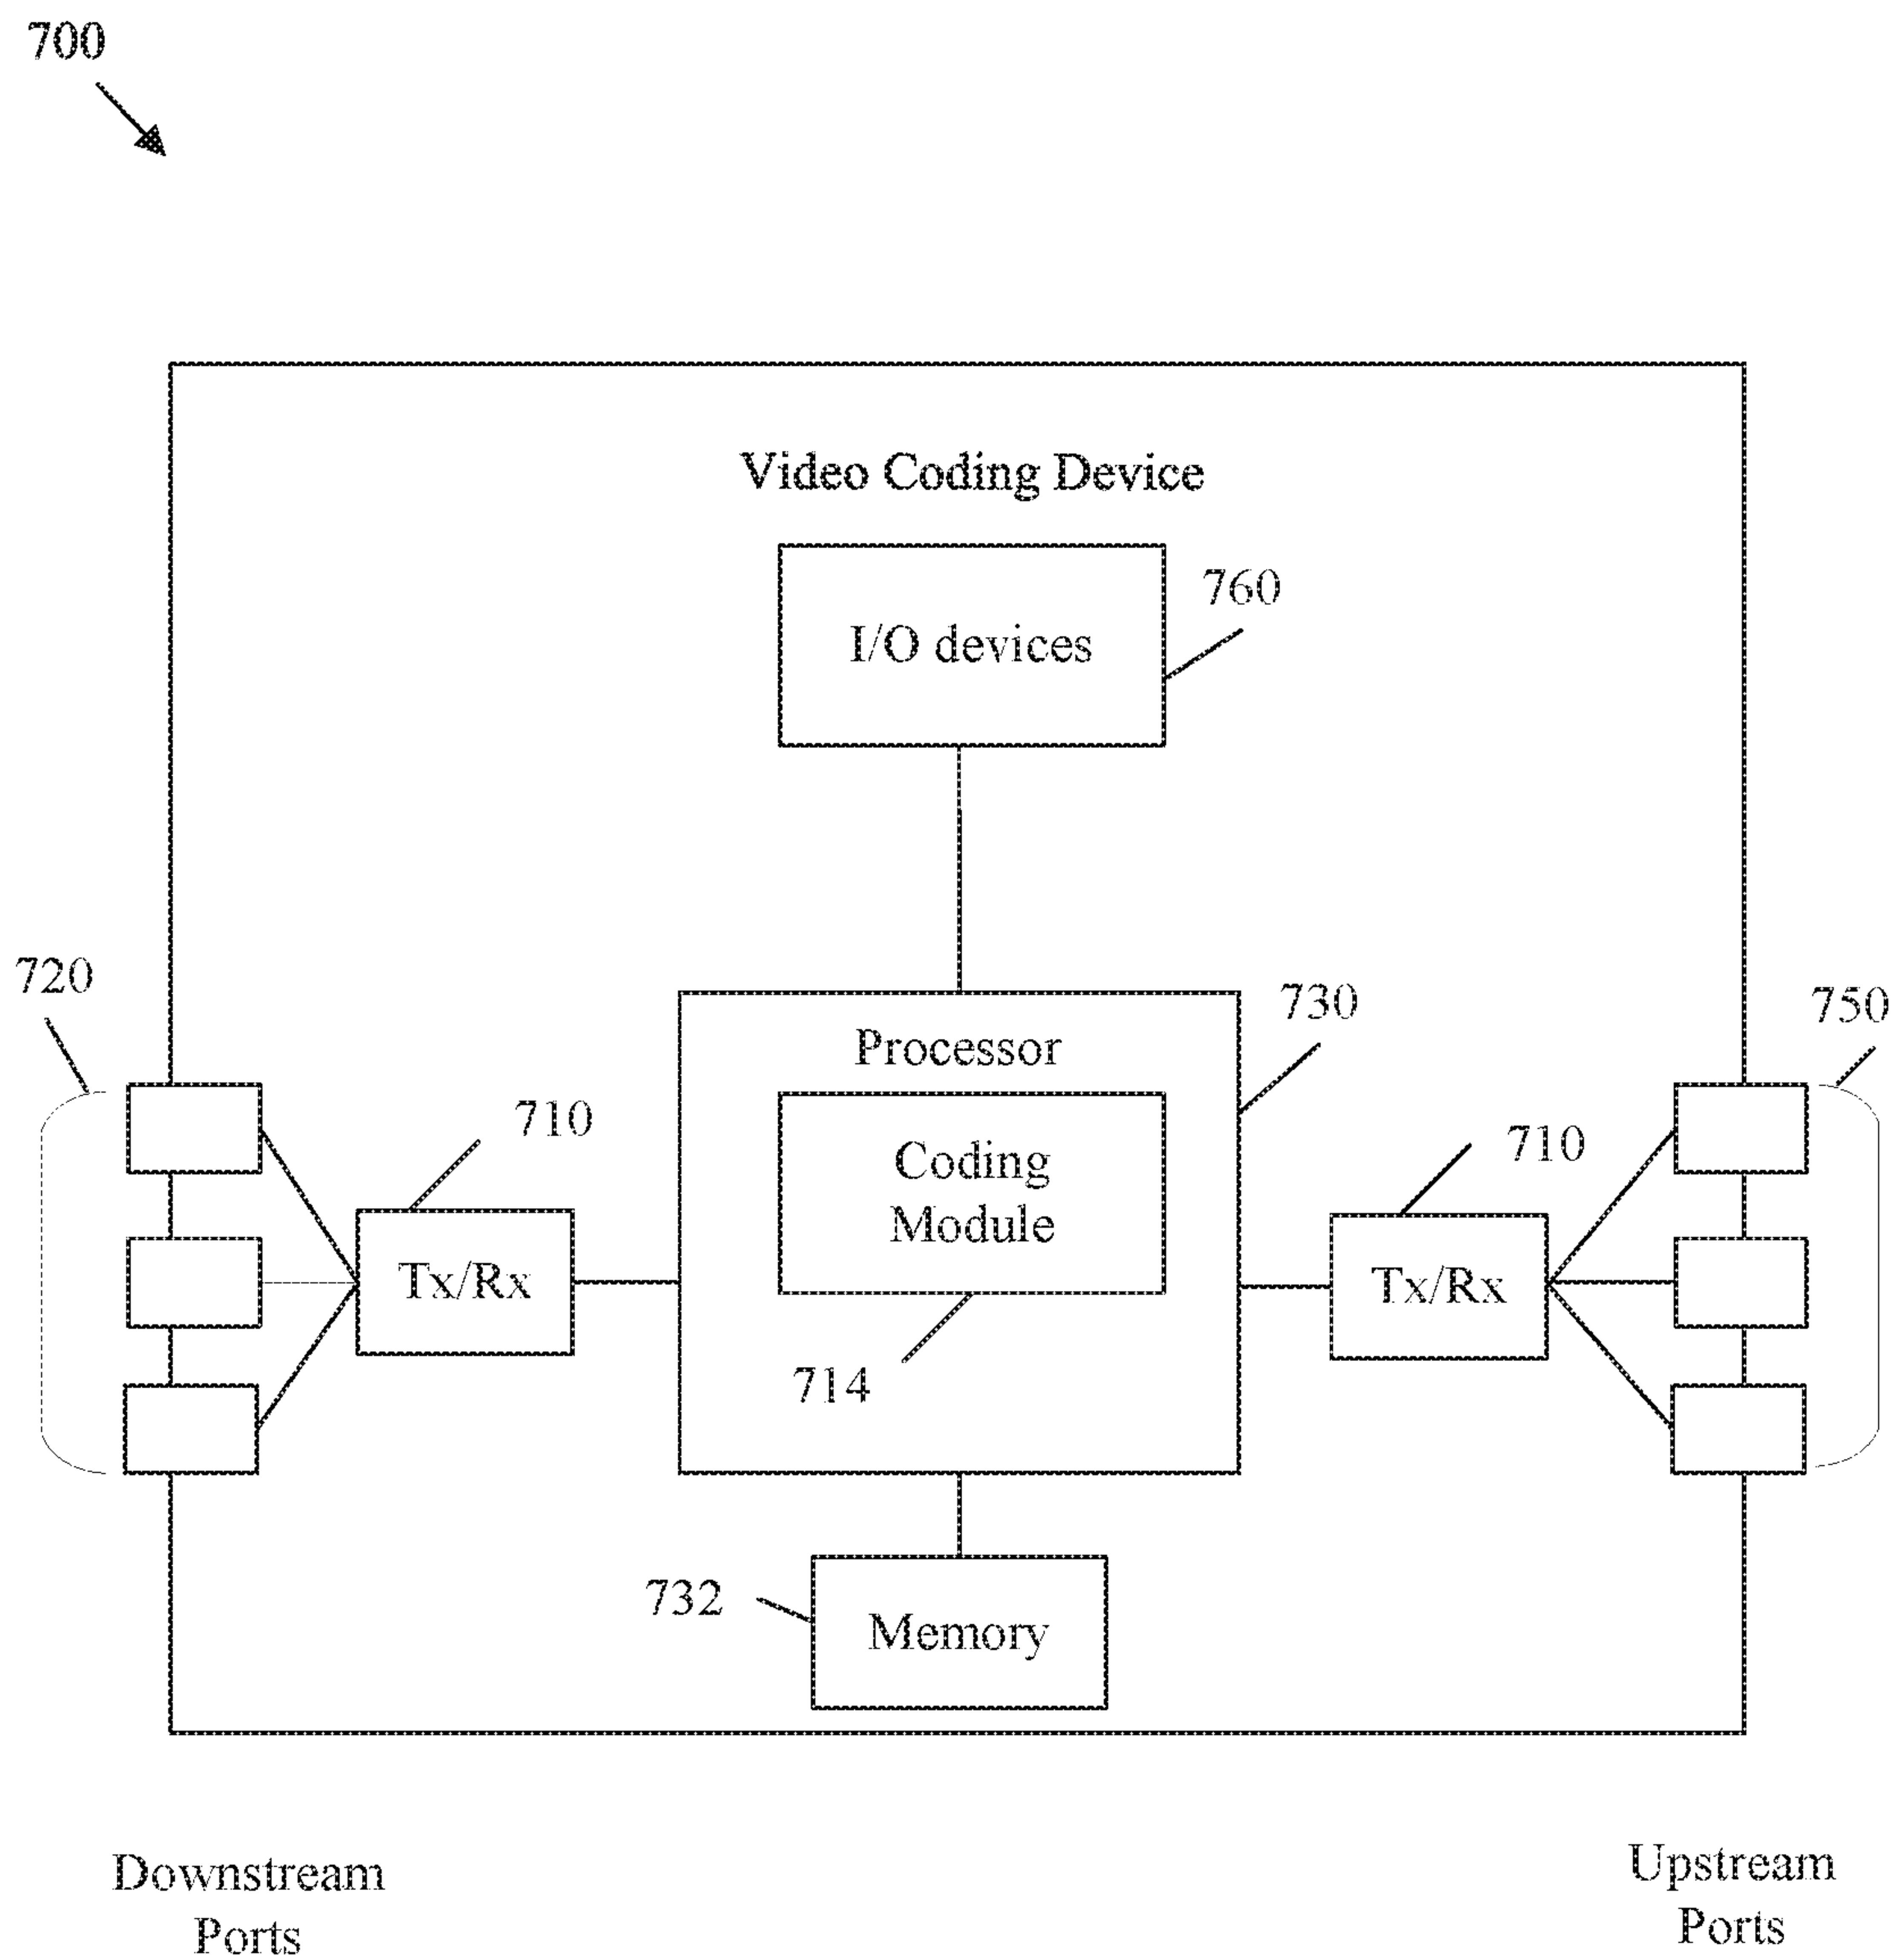 700
Video Coding Device
760
I/O devices
720
730
750
Processor
710
Coding
Module
710
Tx/Rx
Tx/Rx
714
732
Memory
Downstream
Ports
Upstream
Ports